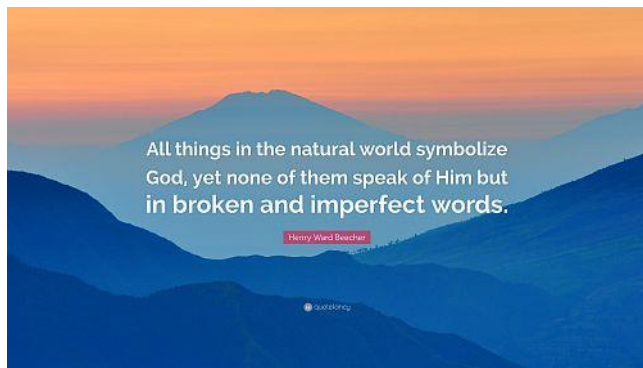 All things in the natural world symbolize
God, yet none of them speak of Him but
in broken and imperfect words.
Henry Ward Beecher
quotefancy